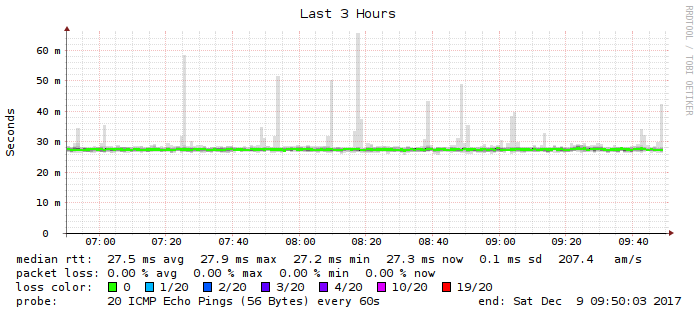 Last 3 Hours
RRDTOOL / TOBI OETIKER
Seconds
60 m
50 m
40 m
30 m
20 m
10 m
0
07:00 07:20 07:40 08:00 08:20 08:40 09:00 09:20 09:40
median rtt: 27.5 ms avg 27.9 ms max 27.2 ms min 27.3 ms now 0.1 ms sd 207.4 am/s
packet loss: 0.00 % avg 0.00 % max 0.00 % min 0.00 % now
loss color: 0 1/20 2/20 3/20 4/20 10/20 19/20
probe: 20 ICMP Echo Pings (56 Bytes) every 60s end: Sat Dec 9 09:50:03 2017